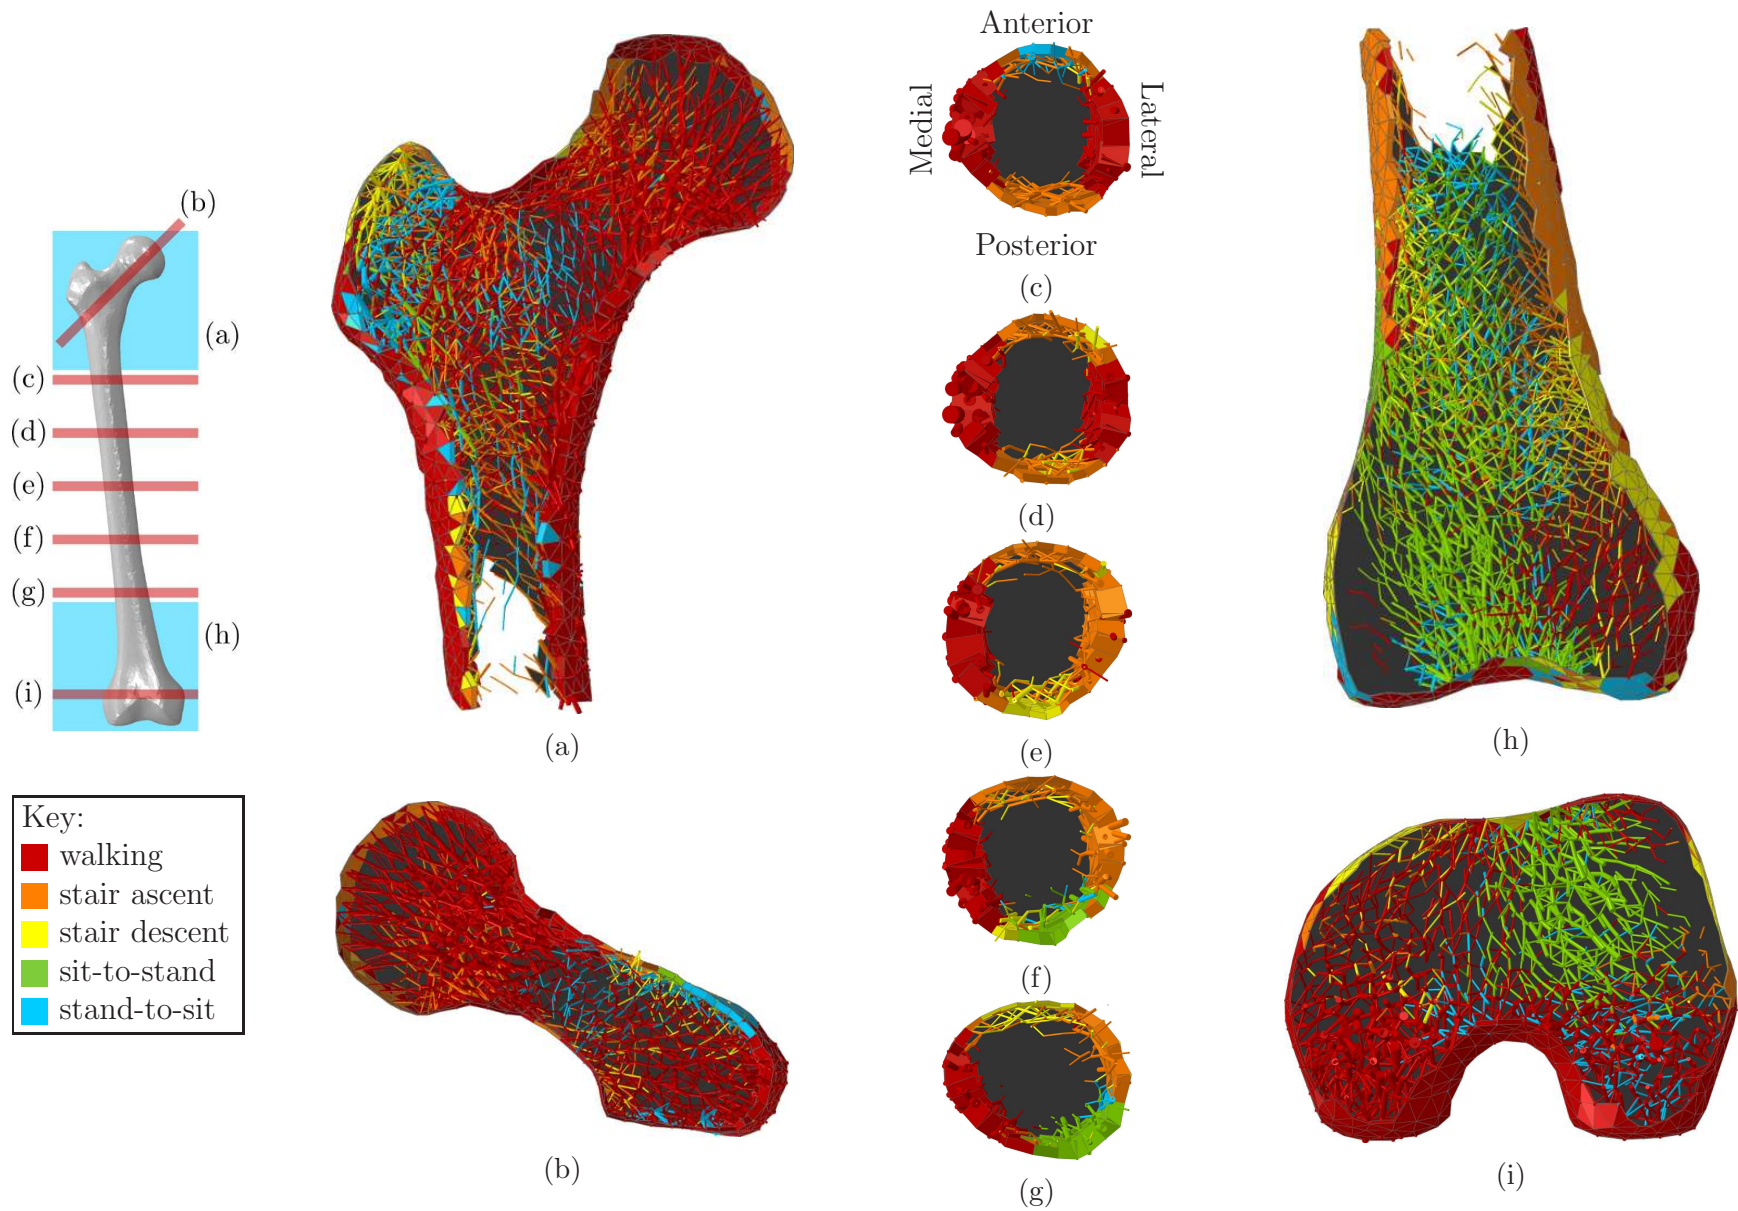 (b)
(a)
(c)
(d)
(e)
(f)
(g)
(h)
(i)
Key:
walking
stair ascent
stair descent
sit-to-stand
stand-to-sit
(a)
(b)
Anterior
Medial
Lateral
Posterior
(c)
(d)
(e)
(f)
(g)
(h)
(i)